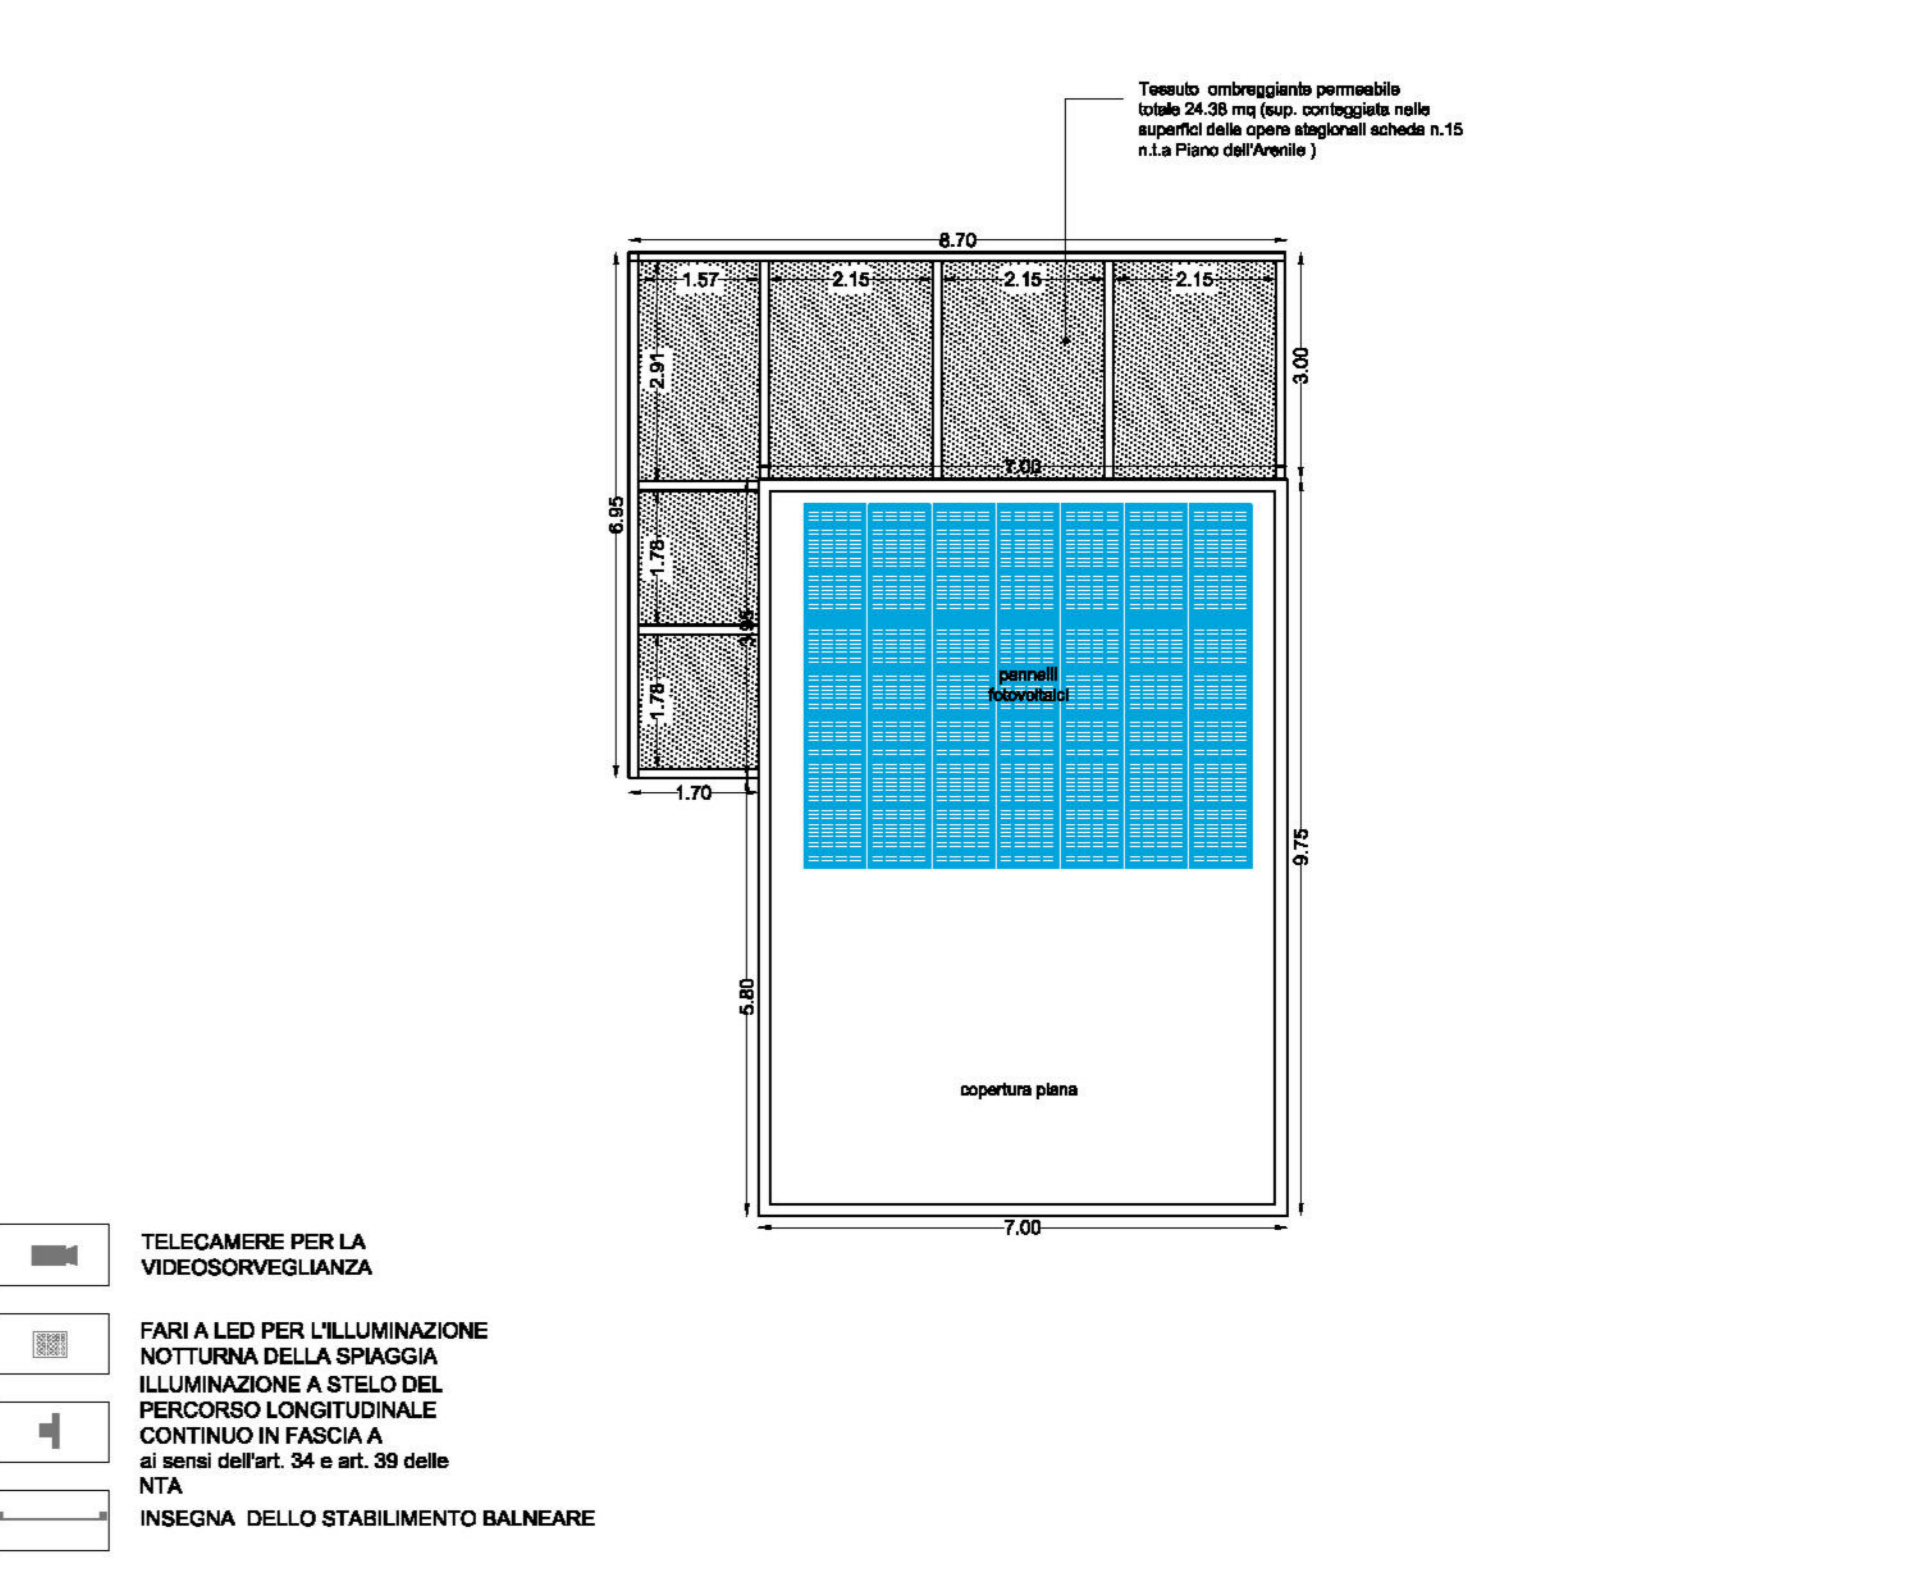 Tessuto ombreggiante permeabile
totale 24.38 mq (sup. conteggiata nelle
superfici delle opere stagionali scheda n.15
n.t.a Piano dell'Arenile )
8.70
1.57
2.15
2.15
2.15
2.91
3.00
7.00
6.95
1.78
3.95
pannelli
fotovoltaici
1.78
1.70
9.75
5.80
copertura piana
7.00
TELECAMERE PER LA
VIDEOSORVEGLIANZA
FARI A LED PER L'ILLUMINAZIONE
NOTTURNA DELLA SPIAGGIA
ILLUMINAZIONE A STELO DEL
PERCORSO LONGITUDINALE
CONTINUO IN FASCIA A
ai sensi dell'art. 34 e art. 39 delle
NTA
INSEGNA DELLO STABILIMENTO BALNEARE